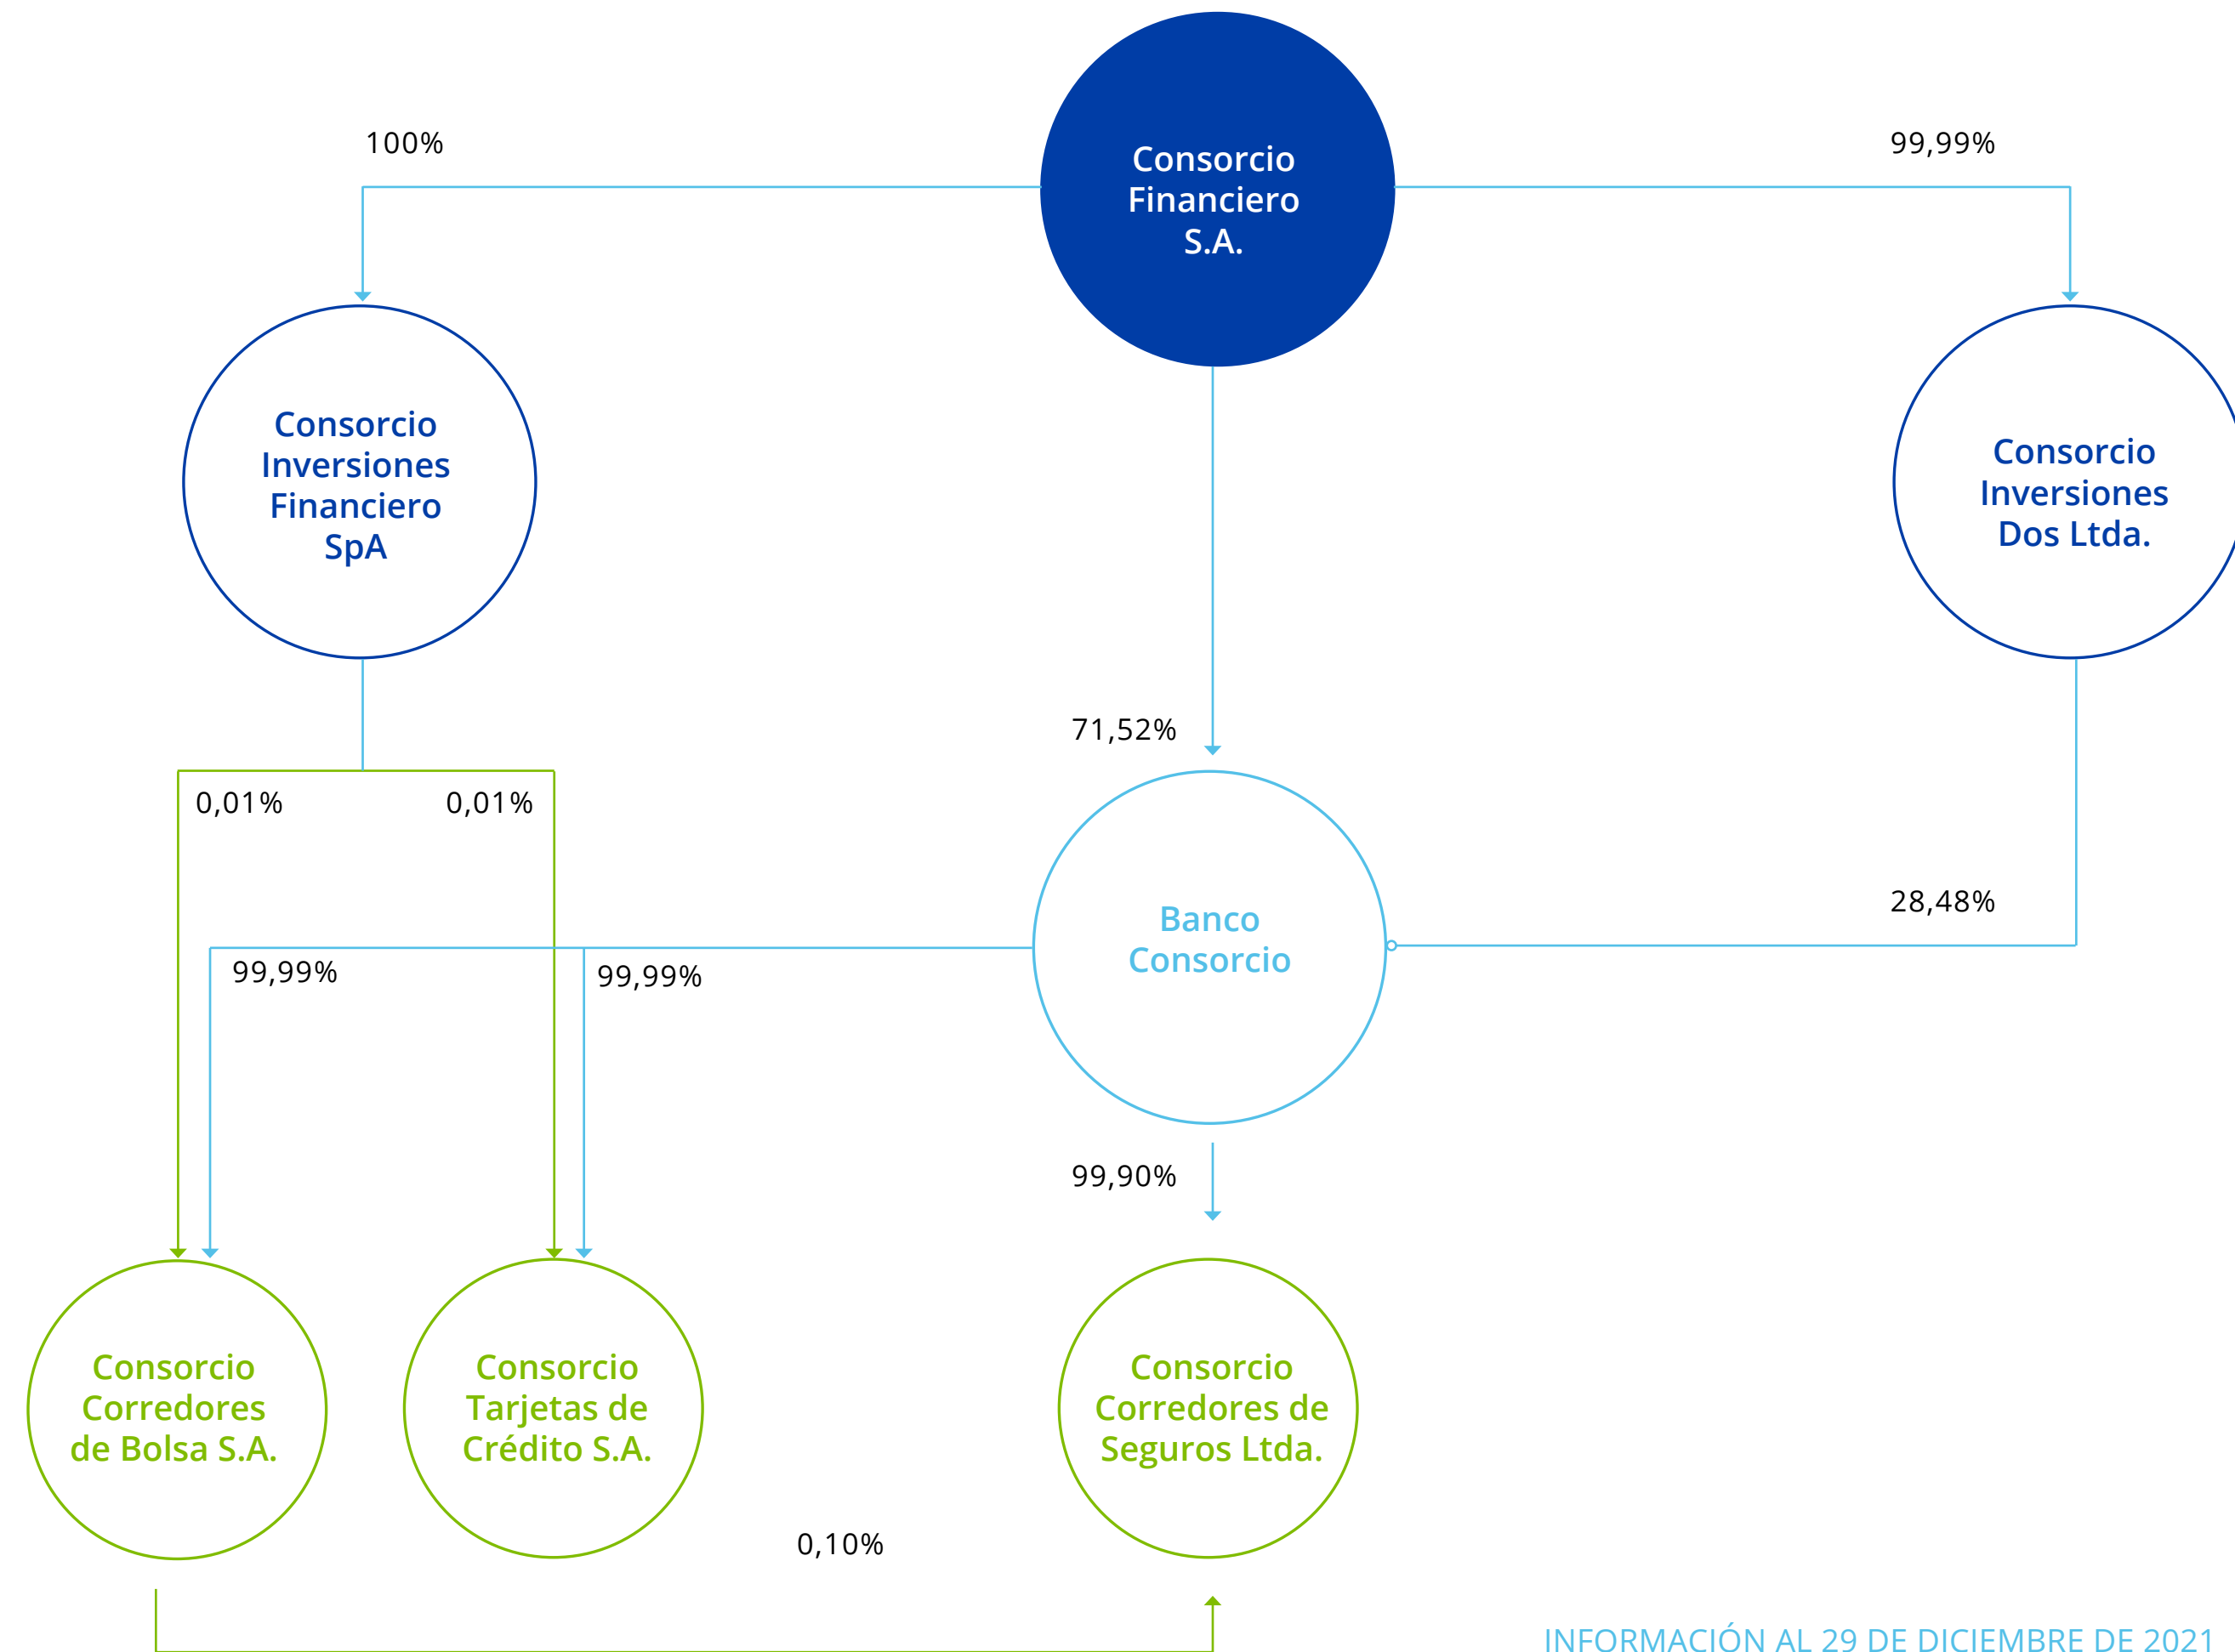 100%
Consorcio
Financiero
S.A.
99,99%
Consorcio
Inversiones
Financiero
SpA
Consorcio
Inversiones
Dos Ltda.
71,52%
0,01%
0,01%
28,48%
Banco
Consorcio
99,99%
99,99%
99,90%
Consorcio
Corredores
de Bolsa S.A.
Consorcio
Tarjetas de
Crédito S.A.
Consorcio
Corredores de
Seguros Ltda.
0,10%
INFORMACIÓN AL 29 DE DICIEMBRE DE 2021